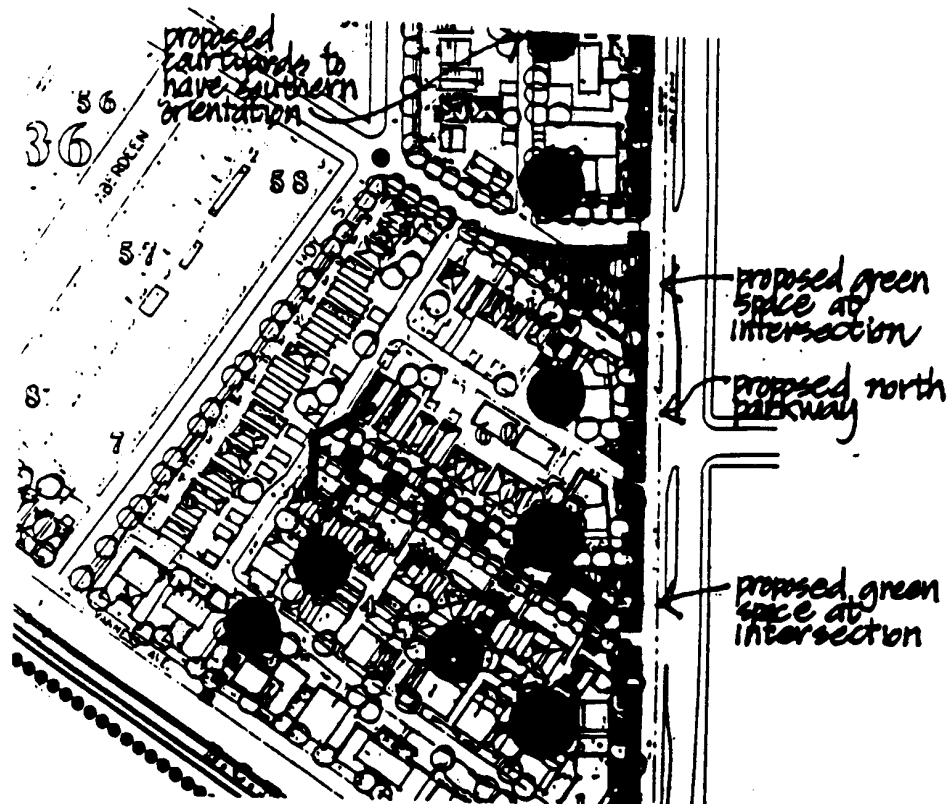 proposed
courtyards to
have southern
orientation
56
36
58
57
8
7
60
proposed green
space at
intersection
proposed north
parkway
proposed green
space at
intersection